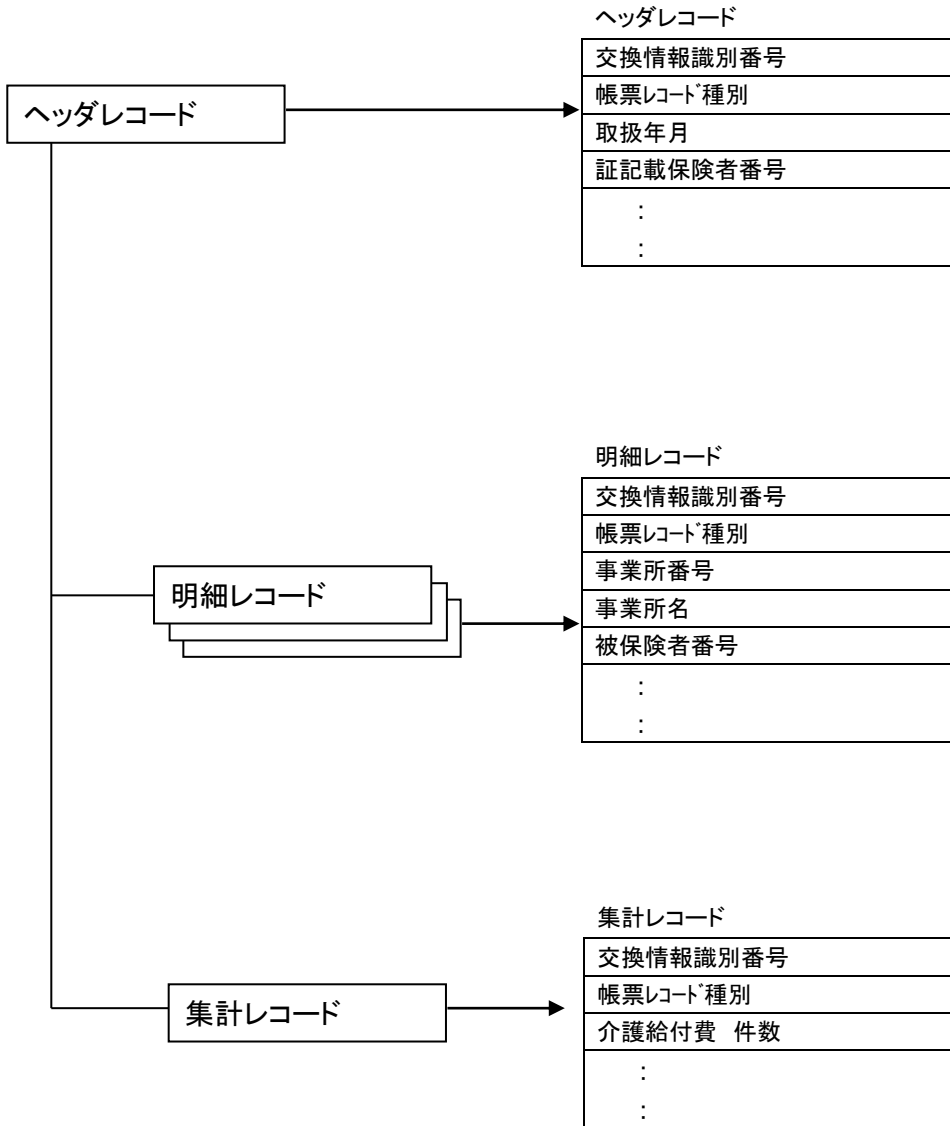 ヘッダレコード
ヘッダレコード
交換情報識別番号
帳票ﾚｺｰﾄﾞ種別
取扱年月
証記載保険者番号
:
:
明細レコード
明細レコード
交換情報識別番号
帳票ﾚｺｰﾄﾞ種別
事業所番号
事業所名
被保険者番号
:
:
集計レコード
集計レコード
交換情報識別番号
帳票ﾚｺｰﾄﾞ種別
介護給付費　件数
:
: